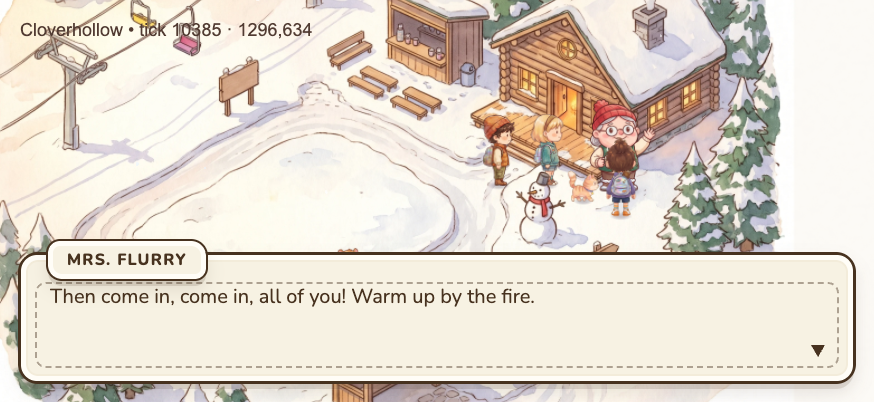 Cloverhollow • tick 10385 · 1296,634
MRS. FLURRY
Then come in, come in, all of you! Warm up by the fire.